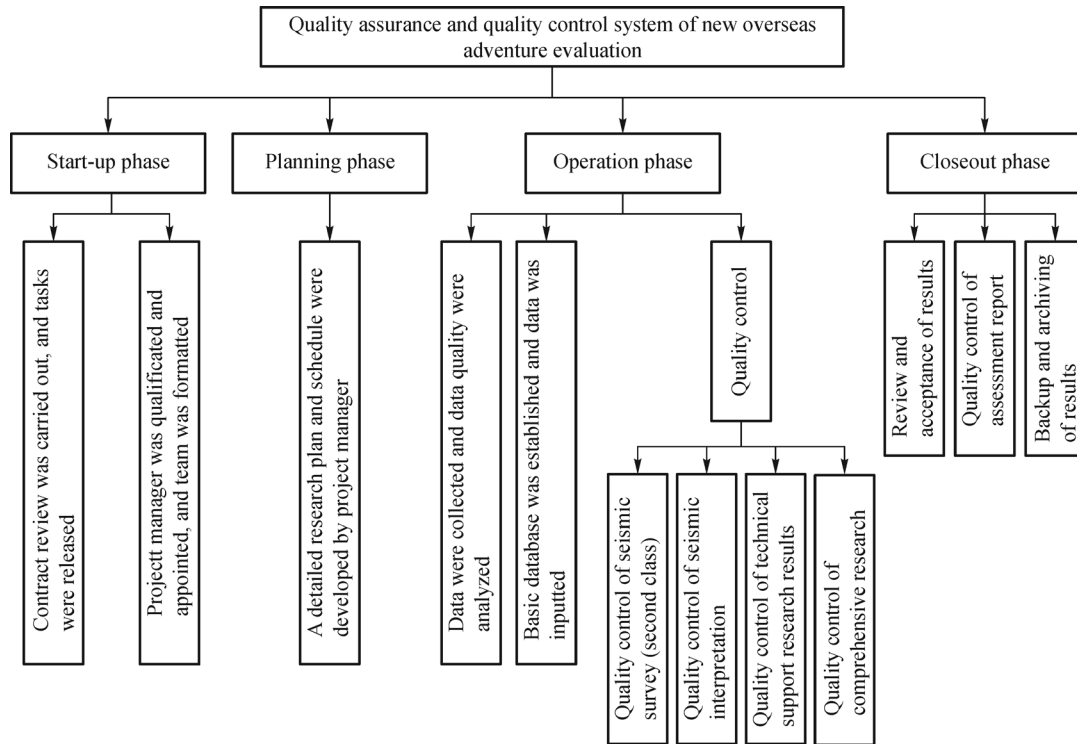 Quality assurance and quality control system of new overseas
adventure evaluation
Start-up phase
Planning phase
Operation phase
Closeout phase
Contract review was carried out, and tasks
were released
Projectt manager was qualificated and
appointed, and team was formatted
A detailed research plan and schedule were
developed by project manager
Data were collected and data quality were
analyzed
Basic database was established and data was
inputted
Quality control
Quality control of seismic
survey (second class)
Quality control of seismic
interpretation
Quality control of technical
support research results
Quality control of
comprehensive research
Review and
acceptance of results
Quality control of
assessment report
Backup and archiving
of results